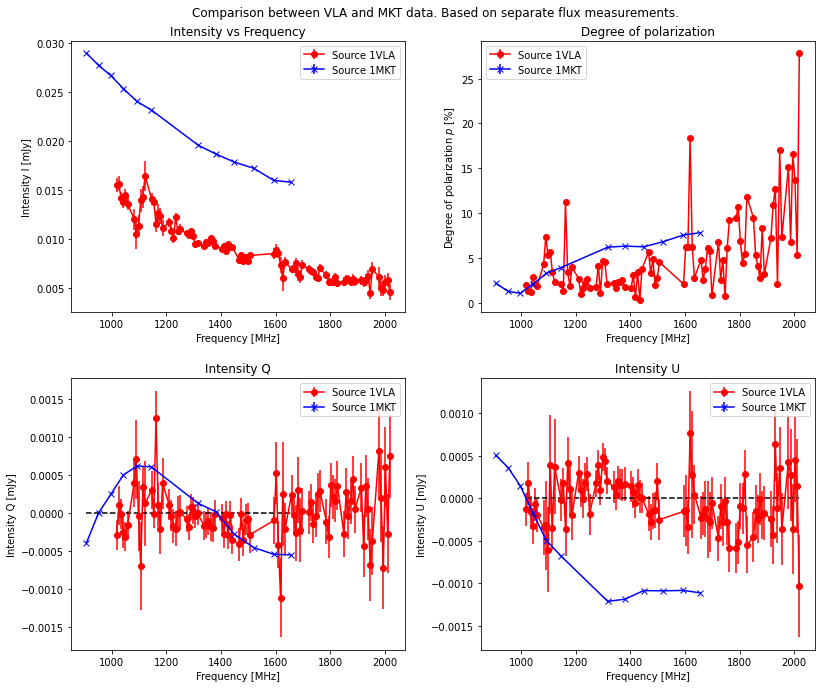 Comparison between VLA and MKT data. Based on separate flux measurements.
Intensity vs Frequency
Intensity I [mJy]
0.030
0.025
0.020
0.015
0.010
0.005
1000 1200 1400 1600 1800 2000
Frequency [MHz]
Source 1VLA
Source 1MKT
Degree of polarization
Degree of polarization p [%]
25
20
15
10
5
0
1000 1200 1400 1600 1800 2000
Frequency [MHz]
Source 1VLA
Source 1MKT
Intensity Q
Intensity Q [mJy]
0.0015
0.0010
0.0005
0.0000
−0.0005
−0.0010
−0.0015
1000 1200 1400 1600 1800 2000
Frequency [MHz]
Source 1VLA
Source 1MKT
Intensity U
Intensity U [mJy]
0.0010
0.0005
0.0000
−0.0005
−0.0010
−0.0015
1000 1200 1400 1600 1800 2000
Frequency [MHz]
Source 1VLA
Source 1MKT